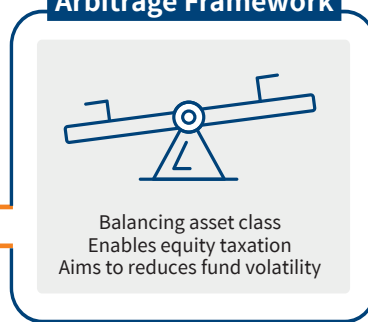 Arbitrage Framework
Balancing asset class
Enables equity taxation
Aims to reduces fund volatility